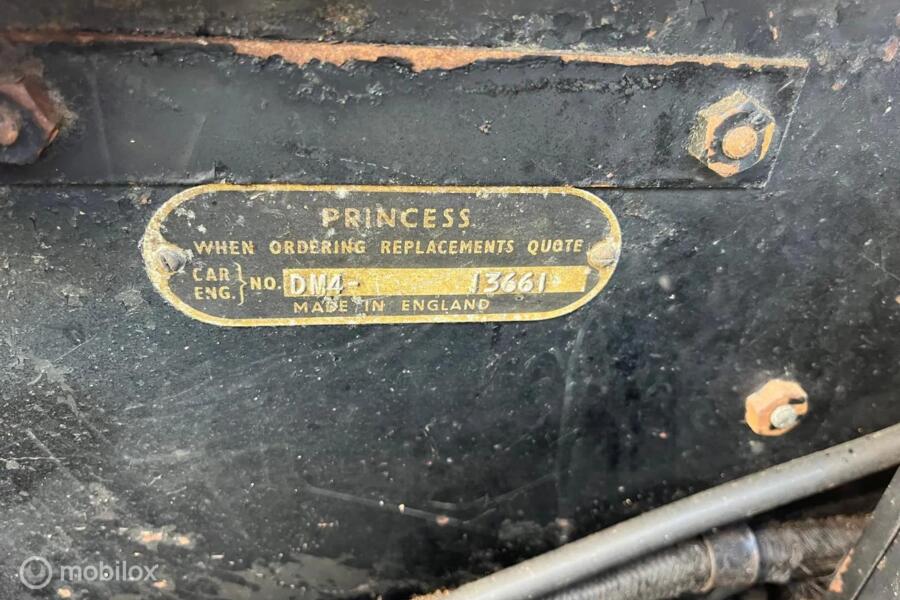 PRINCESS
WHEN ORDERING REPLACEMENTS QUOTE
CAR
ENG. } NO. DM4- 13661
MADE IN ENGLAND
mobilox